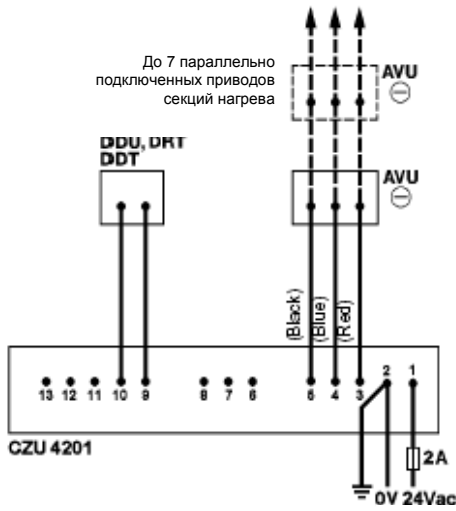 До 7 параллельно
подключенных приводов
секций нагрева
AVU
DDU, DRT
DDT
AVU
(Black)
(Blue)
(Red)
13 12 11 10 9 8 7 6 5 4 3 2 1
CZU 4201
2A
0V 24Vac